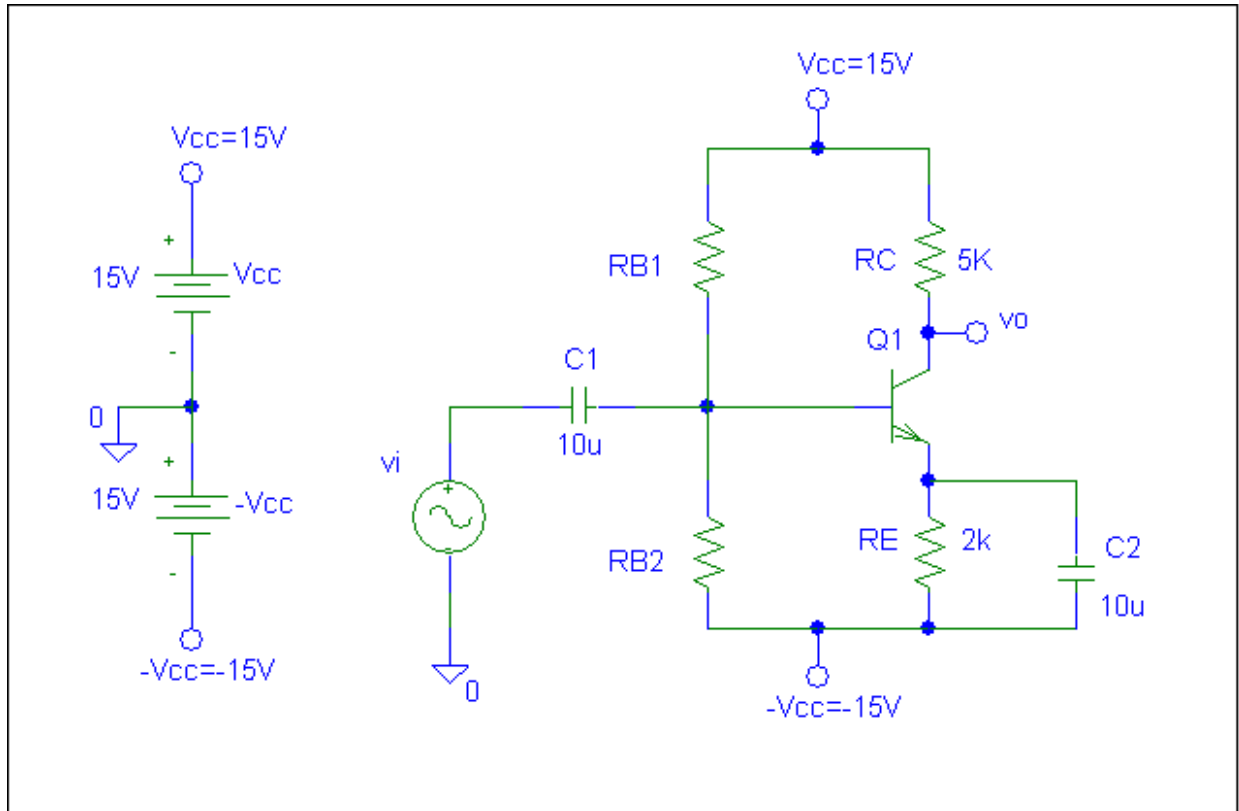 Vcc=15V
Vcc=15V
+
15V
Vcc
-
0
+
15V
-Vcc
-
-Vcc=-15V
vi
+
0
C1
10u
RB1
RC
5K
vo
Q1
RB2
RE
2k
C2
10u
-Vcc=-15V